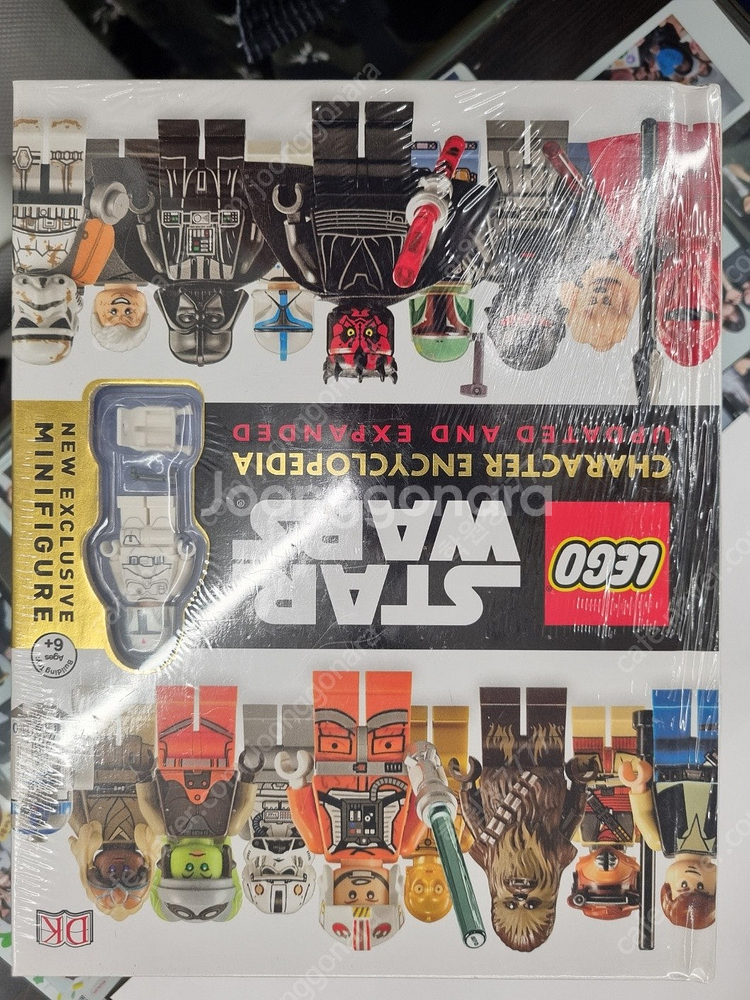 LEGO
STAR
WARS
CHARACTER ENCYCLOPEDIA
UPDATED AND EXPANDED
NEW EXCLUSIVE
MINIFIGURE
Ages
6+
DK
Joonggonara